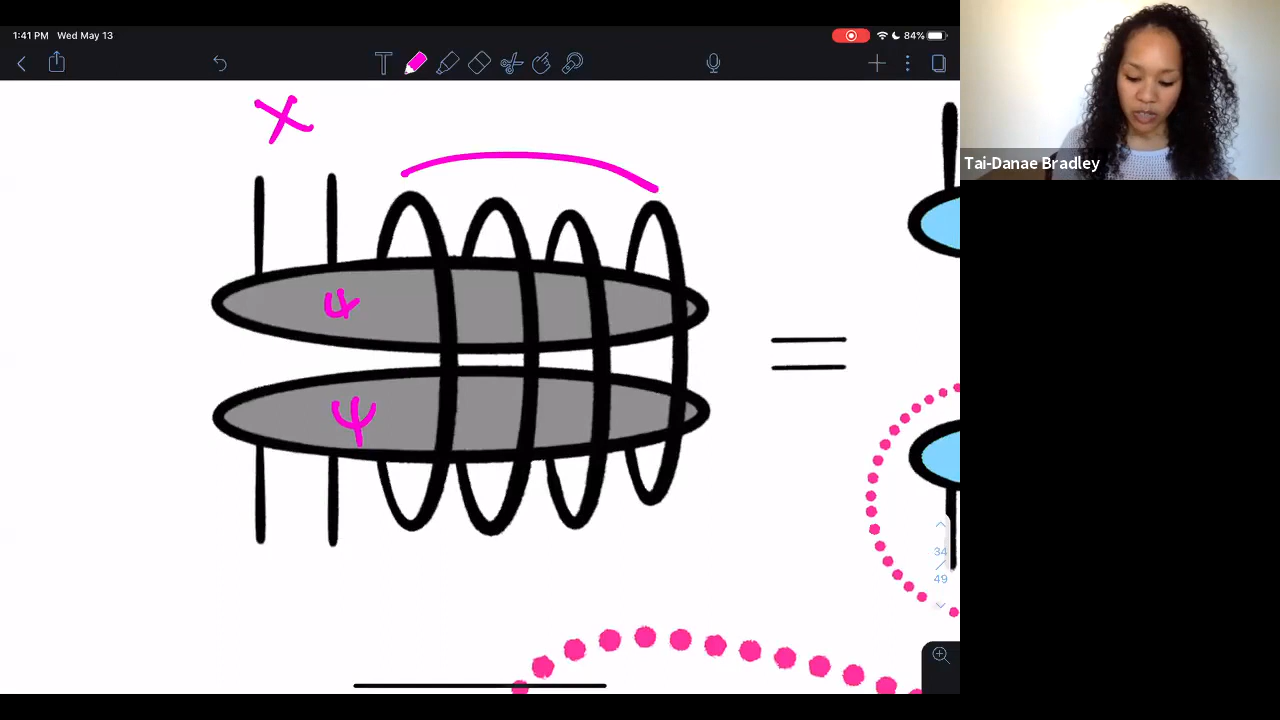 1:41 PM Wed May 13
84%
T
X
ψ
ψ
=
Tai-Danae Bradley
34
/
49